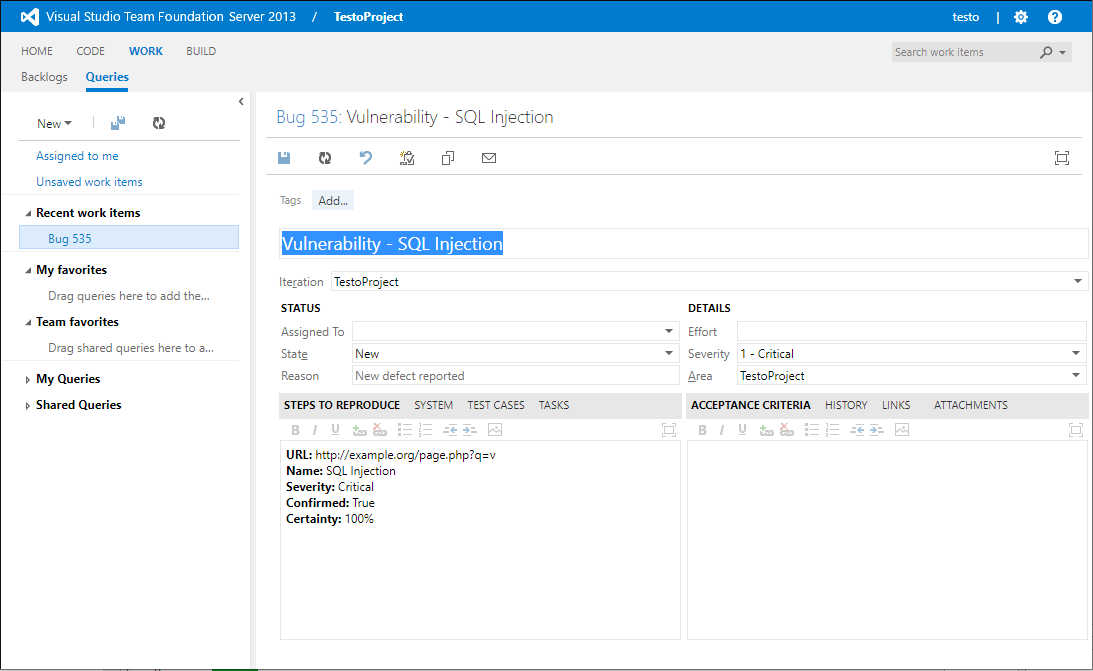 Visual Studio Team Foundation Server 2013 / TestoProject testo |
HOME CODE WORK BUILD
Search work items
Backlogs Queries
New
Assigned to me
Unsaved work items
Recent work items
Bug 535
My favorites
Drag queries here to add the...
Team favorites
Drag shared queries here to a...
My Queries
Shared Queries
Bug 535: Vulnerability - SQL Injection
Tags Add...
Vulnerability - SQL Injection
Iteration TestoProject
STATUS
Assigned To
State New
Reason New defect reported
DETAILS
Effort
Severity 1 - Critical
Area TestoProject
STEPS TO REPRODUCE SYSTEM TEST CASES TASKS
B I U
URL: http://example.org/page.php?q=v
Name: SQL Injection
Severity: Critical
Confirmed: True
Certainty: 100%
ACCEPTANCE CRITERIA HISTORY LINKS ATTACHMENTS
B I U